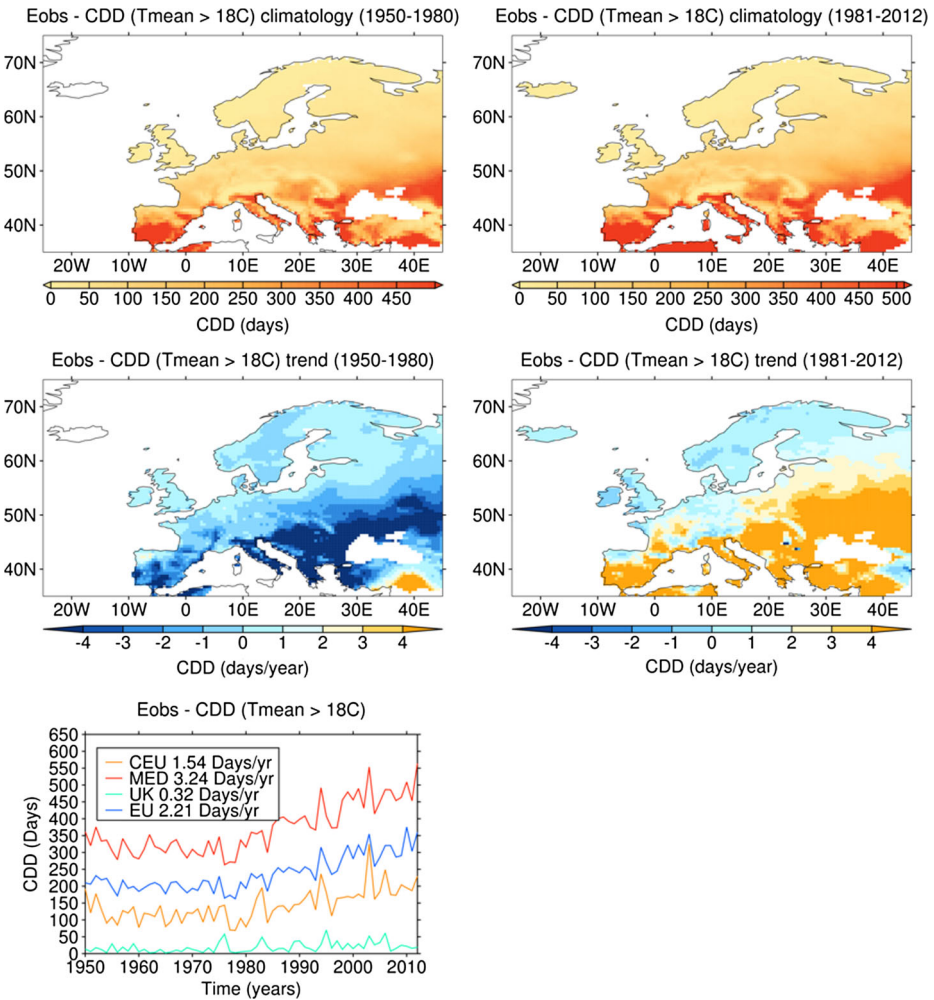 Eobs - CDD (Tmean > 18C) climatology (1950-1980)
70N
60N
50N
40N
20W 10W 0 10E 20E 30E 40E
0 50 100 150 200 250 300 350 400 450
CDD (days)
Eobs - CDD (Tmean > 18C) climatology (1981-2012)
70N
60N
50N
40N
20W 10W 0 10E 20E 30E 40E
0 50 100 150 200 250 300 350 400 450 500
CDD (days)
Eobs - CDD (Tmean > 18C) trend (1950-1980)
70N
60N
50N
40N
20W 10W 0 10E 20E 30E 40E
-4 -3 -2 -1 0 1 2 3 4
CDD (days/year)
Eobs - CDD (Tmean > 18C) trend (1981-2012)
70N
60N
50N
40N
20W 10W 0 10E 20E 30E 40E
-4 -3 -2 -1 0 1 2 3 4
CDD (days/year)
Eobs - CDD (Tmean > 18C)
CDD (Days)
650
600
550
500
450
400
350
300
250
200
150
100
50
0
CEU 1.54 Days/yr
MED 3.24 Days/yr
UK 0.32 Days/yr
EU 2.21 Days/yr
1950 1960 1970 1980 1990 2000 2010
Time (years)